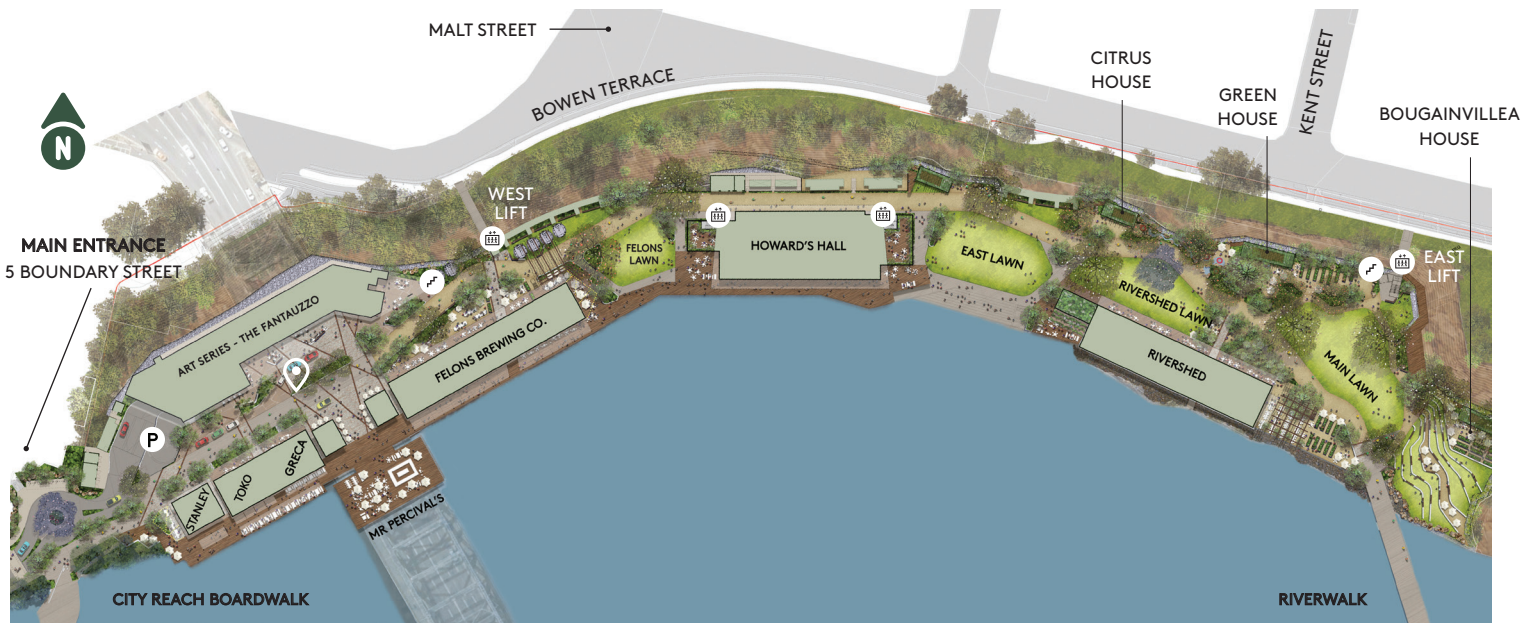 MALT STREET
BOWEN TERRACE
KENT STREET
CITRUS
HOUSE
GREEN
HOUSE
BOUGAINVILLEA
HOUSE
N
WEST
LIFT
MAIN ENTRANCE
5 BOUNDARY STREET
FELONS
LAWN
HOWARD'S HALL
EAST LAWN
EAST
LIFT
RIVERSHED LAWN
ART SERIES - THE FANTAUZZO
FELONS BREWING CO.
RIVERSHED
MAIN LAWN
P
GRECA
TOKO
STANLEY
MR PERCIVAL'S
CITY REACH BOARDWALK
RIVERWALK